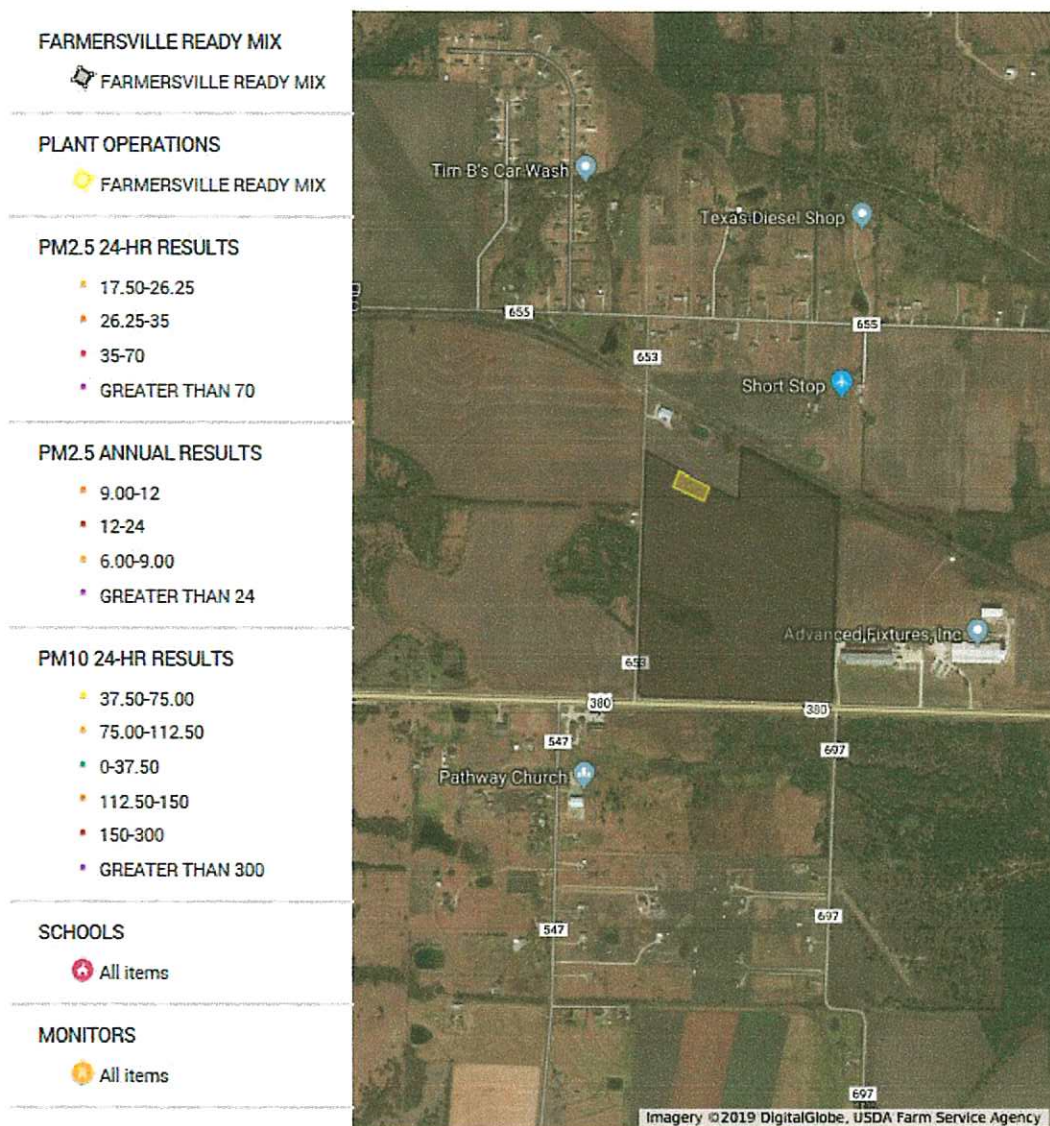 FARMERSVILLE READY MIX
FARMERSVILLE READY MIX
PLANT OPERATIONS
FARMERSVILLE READY MIX
PM2.5 24-HR RESULTS
17.50-26.25
26.25-35
35-70
GREATER THAN 70
PM2.5 ANNUAL RESULTS
9.00-12
12-24
6.00-9.00
GREATER THAN 24
PM10 24-HR RESULTS
37.50-75.00
75.00-112.50
0-37.50
112.50-150
150-300
GREATER THAN 300
SCHOOLS
All items
MONITORS
All items
Tim B's Car Wash
Texas Diesel Shop
655
655
653
Short Stop
Advanced Fixtures, Inc
653
380
380
547
697
Pathway Church
697
547
697
Imagery ©2019 DigitalGlobe, USDA Farm Service Agency